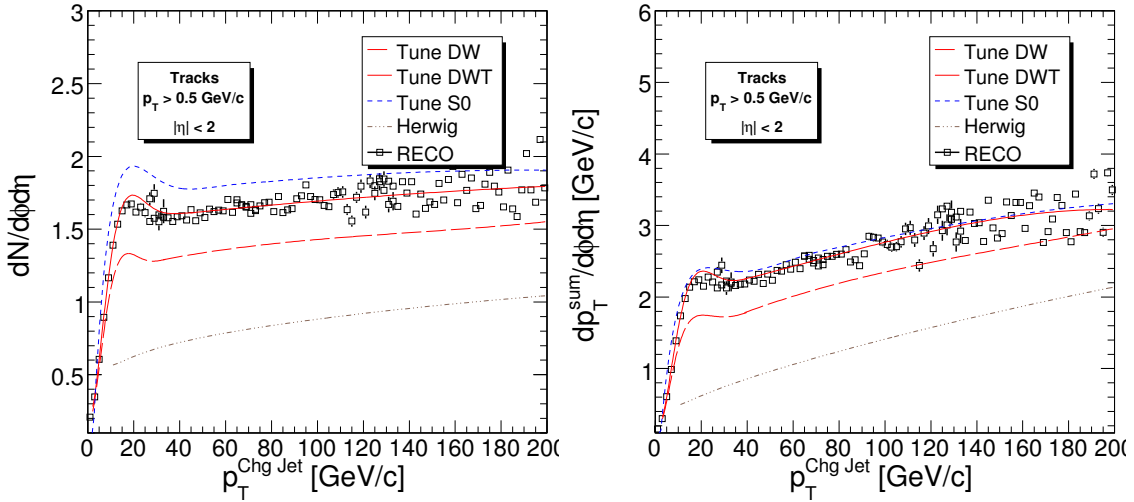 dN/dϕdη
3
2.5
2
1.5
1
0.5
0 20 40 60 80 100 120 140 160 180 200
p_T^Chg Jet [GeV/c]
Tracks
p_T > 0.5 GeV/c
|η| < 2
Tune DW
Tune DWT
Tune S0
Herwig
RECO
dp_T^sum/dϕdη [GeV/c]
6
5
4
3
2
1
0 20 40 60 80 100 120 140 160 180 200
p_T^Chg Jet [GeV/c]
Tracks
p_T > 0.5 GeV/c
|η| < 2
Tune DW
Tune DWT
Tune S0
Herwig
RECO